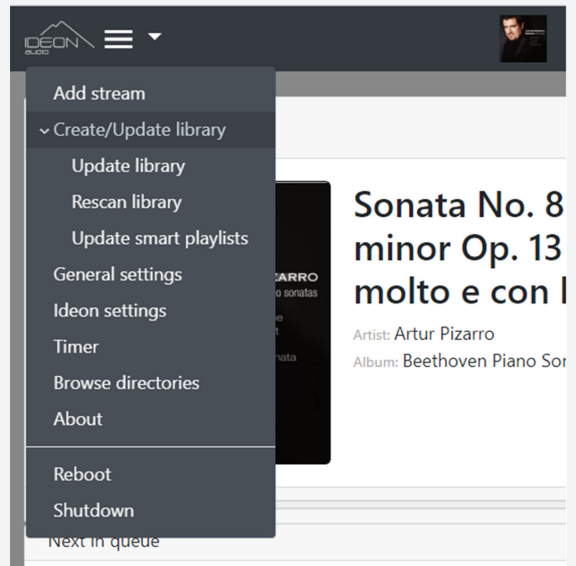 IDEON
audio
Add stream
Create/Update library
Update library
Rescan library
Update smart playlists
General settings
Ideon settings
Timer
Browse directories
About
Reboot
Shutdown
ZARRO
o sonatas
nata
Sonata No. 8
minor Op. 13
molto e con
Artist: Artur Pizarro
Album: Beethoven Piano Son
Next in queue